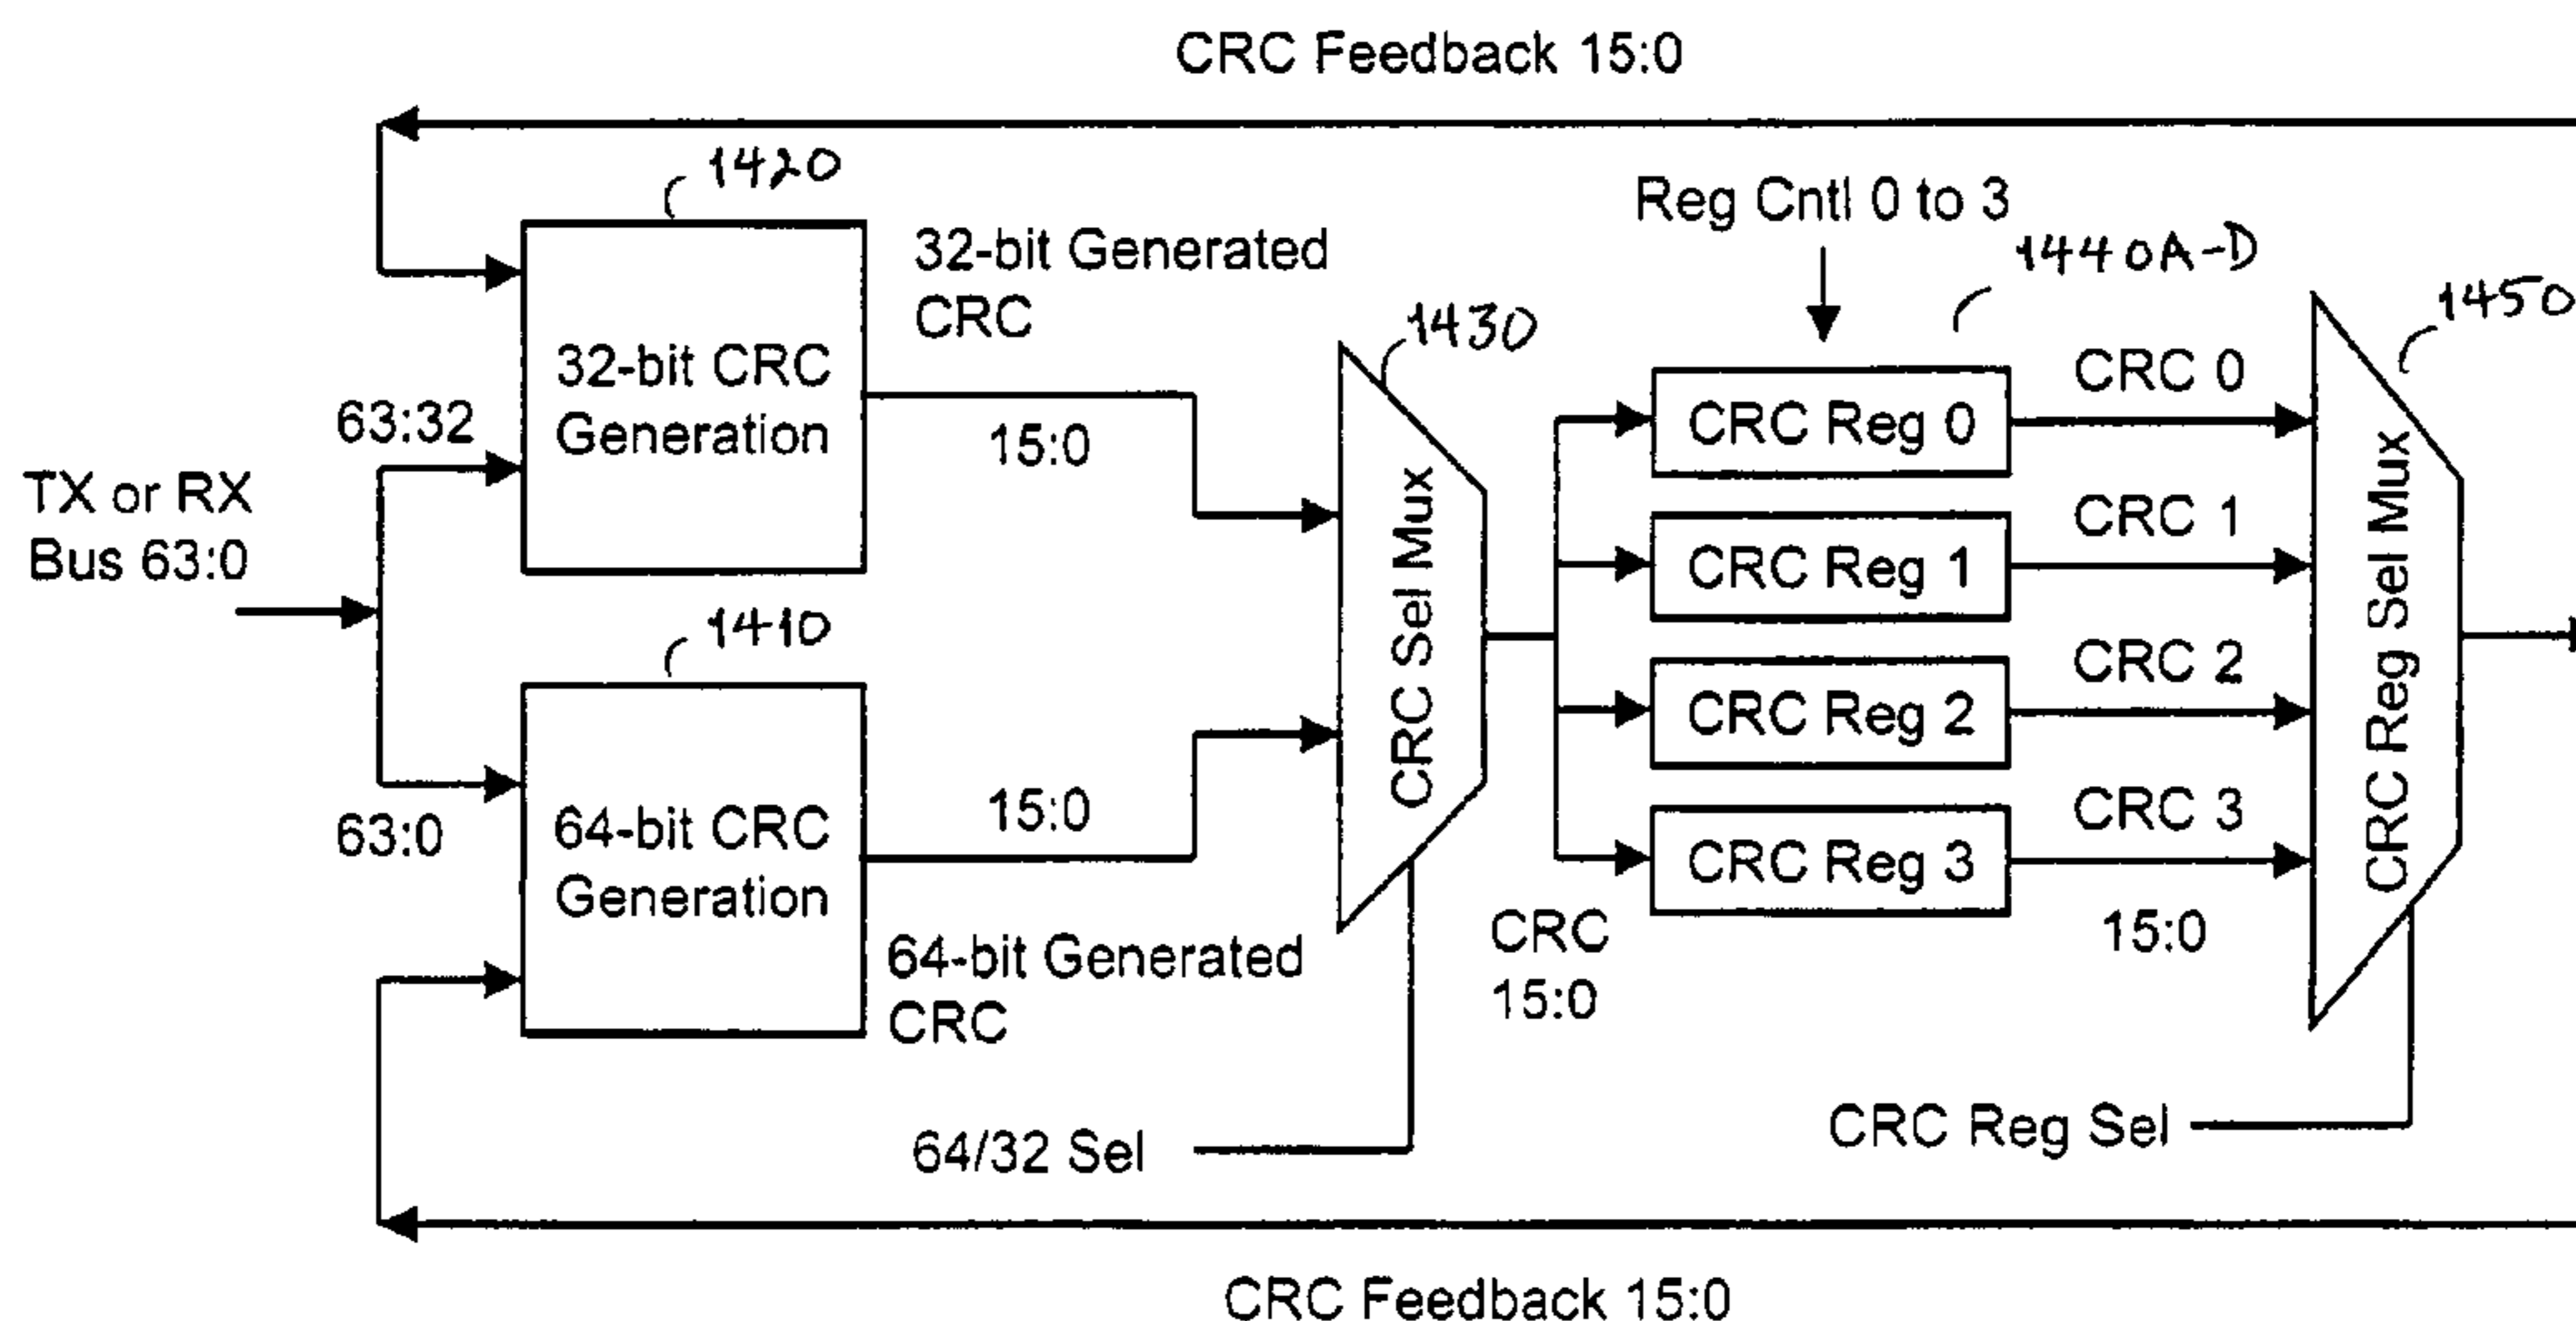 CRC Feedback 15:0
1420
Reg Cntl 0 to 3
1440A-D
1450
32-bit Generated
CRC
1430
32-bit CRC
Generation
63:32
15:0
TX or RX
Bus 63:0
CRC Sel Mux
CRC Reg 0
CRC Reg 1
CRC Reg 2
CRC Reg 3
CRC 0
CRC 1
CRC 2
CRC 3
15:0
CRC Reg Sel Mux
1410
63:0
64-bit CRC
Generation
15:0
64-bit Generated
CRC
CRC
15:0
64/32 Sel
CRC Reg Sel
CRC Feedback 15:0